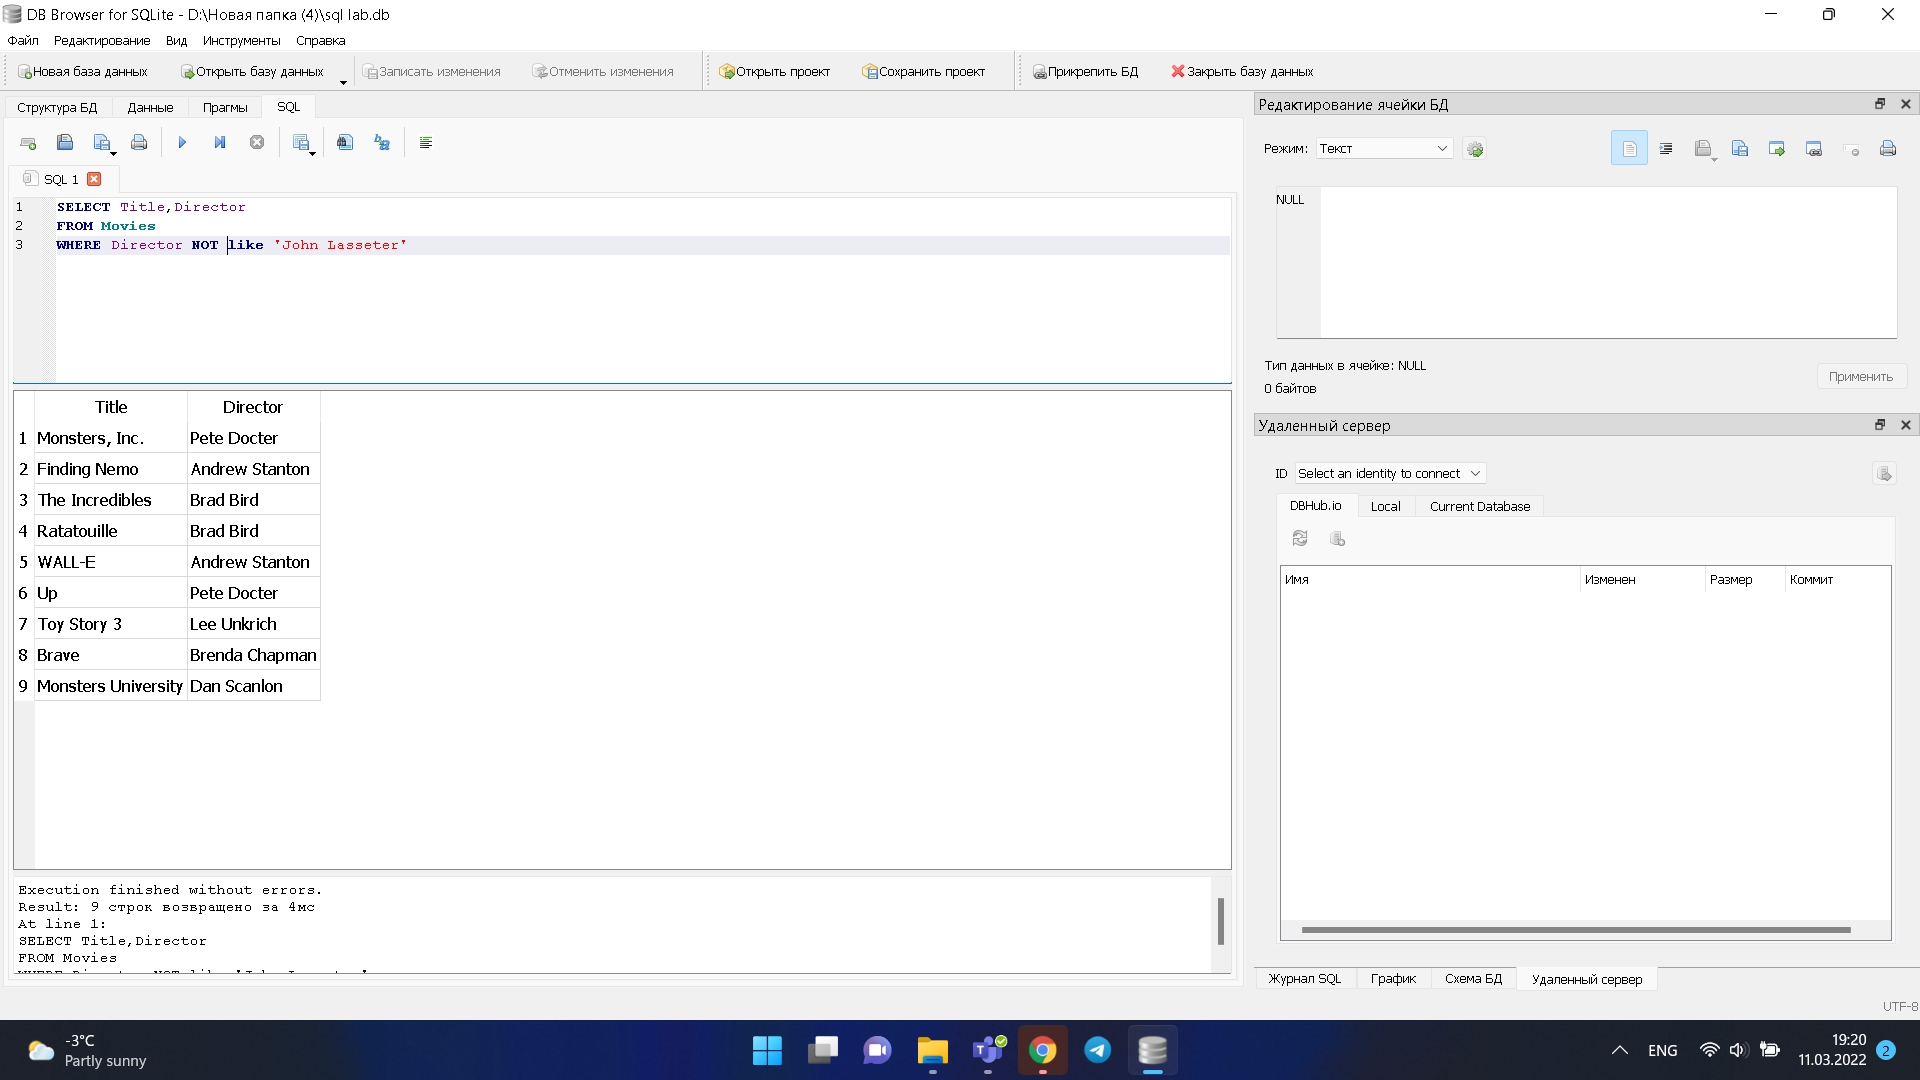 DB Browser for SQLite - D:\Новая папка (4)\sql lab.db
Файл Редактирование Вид Инструменты Справка
Новая база данных Открыть базу данных Записать изменения Отменить изменения Открыть проект Сохранить проект Прикрепить БД Закрыть базу данных
Структура БД Данные Прагмы SQL
SQL 1
1 SELECT Title,Director
2 FROM Movies
3 WHERE Director NOT like 'John Lasseter'
Title Director
1 Monsters, Inc. Pete Docter
2 Finding Nemo Andrew Stanton
3 The Incredibles Brad Bird
4 Ratatouille Brad Bird
5 WALL-E Andrew Stanton
6 Up Pete Docter
7 Toy Story 3 Lee Unkrich
8 Brave Brenda Chapman
9 Monsters University Dan Scanlon
Execution finished without errors.
Result: 9 строк возвращено за 4мс
At line 1:
SELECT Title,Director
FROM Movies
Редактирование ячейки БД
Режим: Текст
NULL
Тип данных в ячейке: NULL
0 байтов
Применить
Удаленный сервер
ID Select an identity to connect
DBHub.io Local Current Database
Имя Изменен Размер Коммит
Журнал SQL График Схема БД Удаленный сервер
UTF-8
-3°C
Partly sunny
ENG
19:20
11.03.2022
2